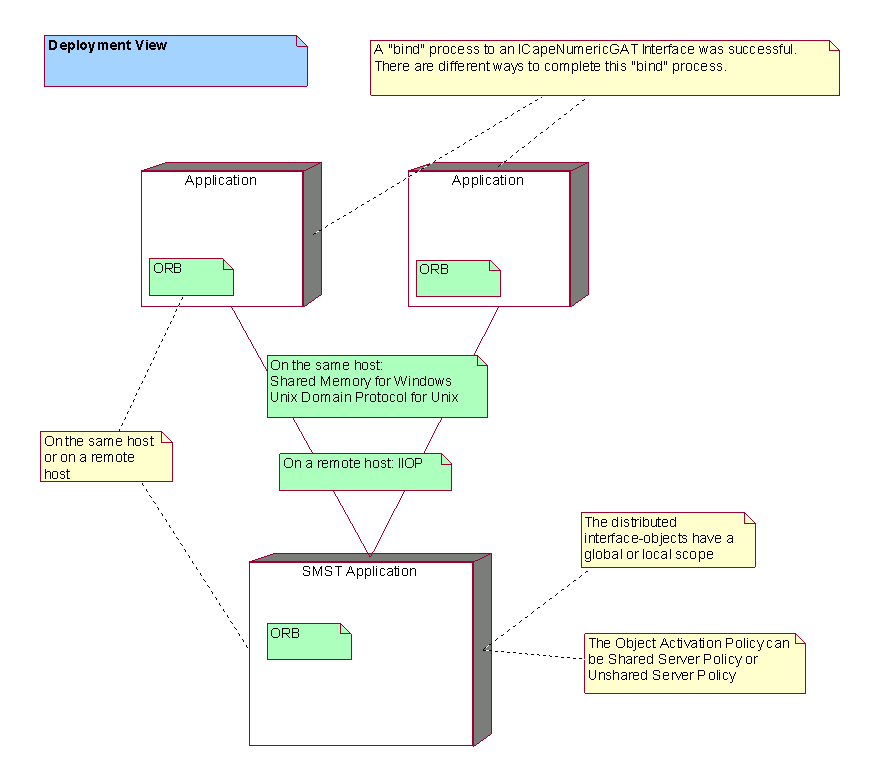 Deployment View
A "bind" process to an ICapeNumericGAT Interface was successful.
There are different ways to complete this "bind" process.
Application
Application
ORB
ORB
On the same host:
Shared Memory for Windows
Unix Domain Protocol for Unix
On the same host
or on a remote
host
On a remote host: IIOP
The distributed
interface-objects have a
global or local scope
SMST Application
ORB
The Object Activation Policy can
be Shared Server Policy or
Unshared Server Policy